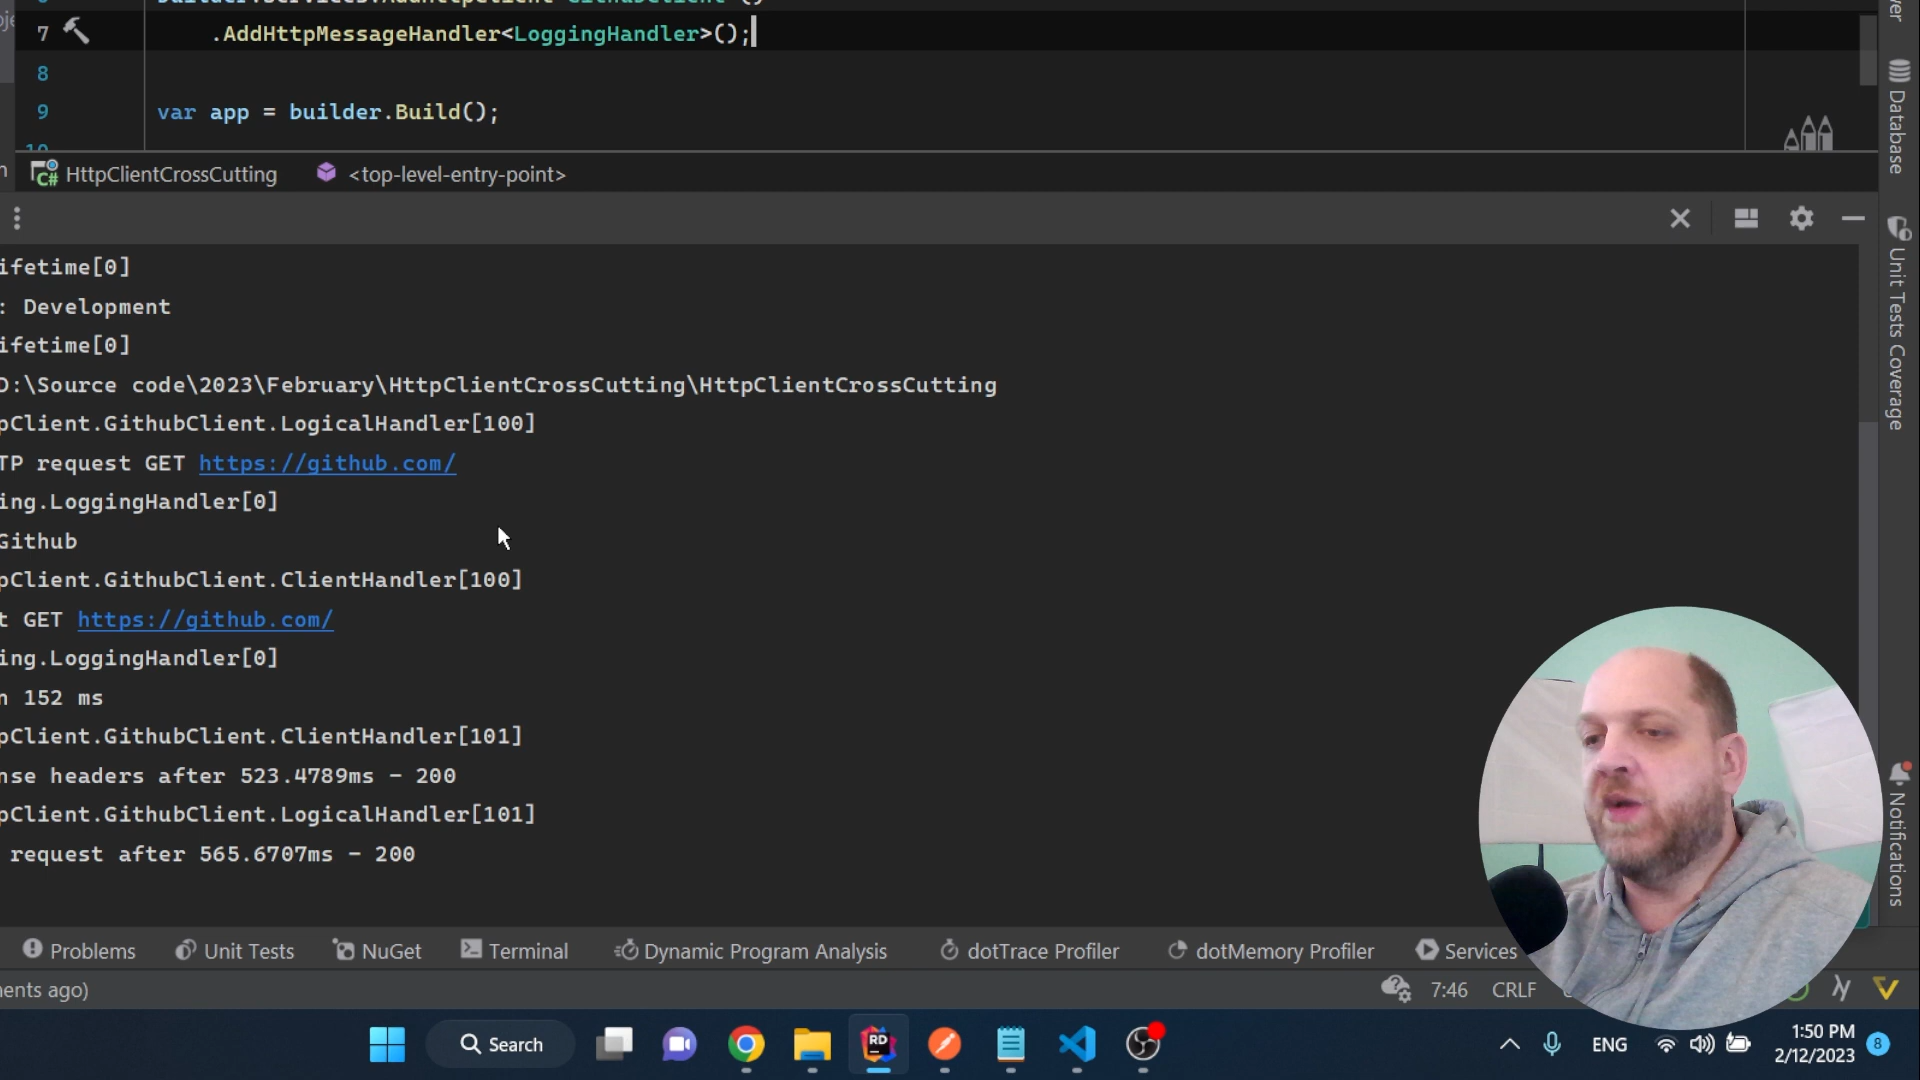 7 .AddHttpMessageHandler<LoggingHandler>();
8
9 var app = builder.Build();
10
HttpClientCrossCutting <top-level-entry-point>
ifetime[0]
: Development
ifetime[0]
D:\Source code\2023\February\HttpClientCrossCutting\HttpClientCrossCutting
pClient.GithubClient.LogicalHandler[100]
TP request GET https://github.com/
ing.LoggingHandler[0]
Github
pClient.GithubClient.ClientHandler[100]
t GET https://github.com/
ing.LoggingHandler[0]
n 152 ms
pClient.GithubClient.ClientHandler[101]
nse headers after 523.4789ms - 200
pClient.GithubClient.LogicalHandler[101]
request after 565.6707ms - 200
Database
Unit Tests Coverage
Notifications
Problems Unit Tests NuGet Terminal Dynamic Program Analysis dotTrace Profiler dotMemory Profiler Services
ents ago) 7:46 CRLF
Search RD ENG 1:50 PM
2/12/2023 8